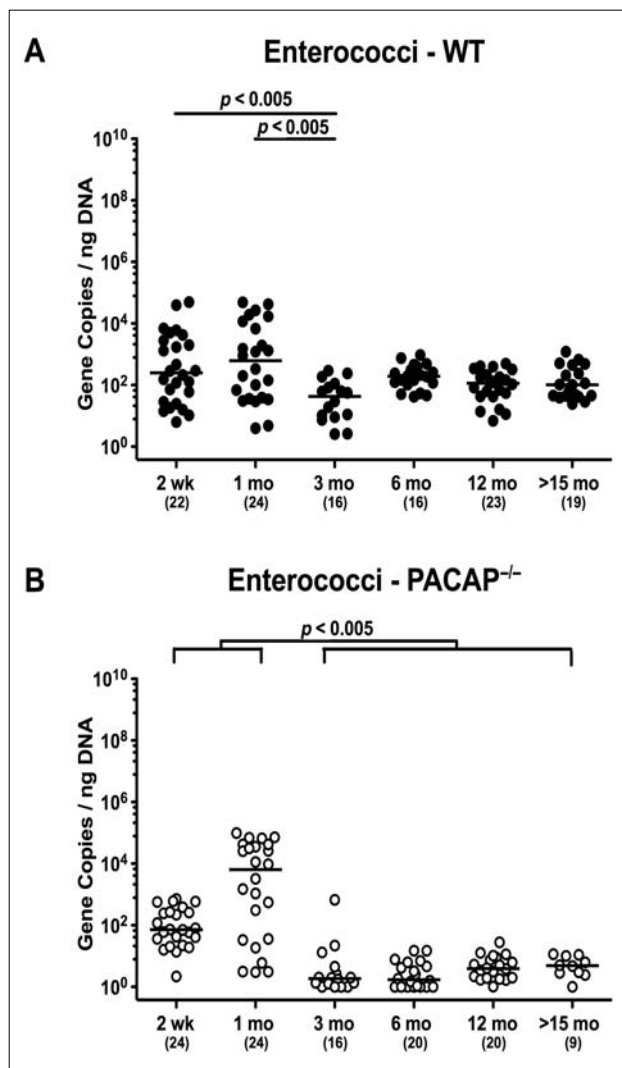 A Enterococci - WT
p < 0.005
p < 0.005
Gene Copies / ng DNA
10¹⁰
10⁸
10⁶
10⁴
10²
10⁰
2 wk 1 mo 3 mo 6 mo 12 mo >15 mo
(22) (24) (16) (16) (23) (19)
B Enterococci - PACAP⁻/⁻
p < 0.005
Gene Copies / ng DNA
10¹⁰
10⁸
10⁶
10⁴
10²
10⁰
2 wk 1 mo 3 mo 6 mo 12 mo >15 mo
(24) (24) (16) (20) (20) (9)